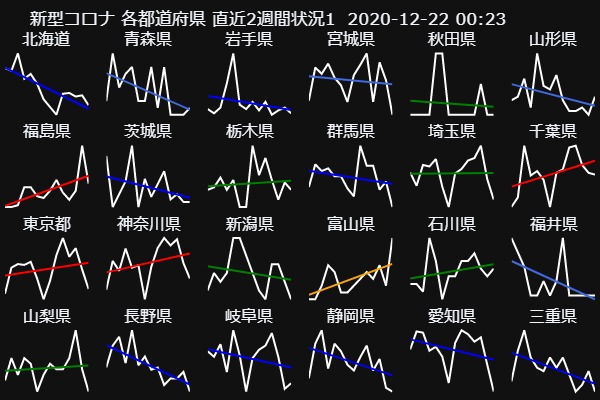 新型コロナ 各都道府県 直近2週間状況1 2020-12-22 00:23
北海道 青森県 岩手県 宮城県 秋田県 山形県
福島県 茨城県 栃木県 群馬県 埼玉県 千葉県
東京都 神奈川県 新潟県 富山県 石川県 福井県
山梨県 長野県 岐阜県 静岡県 愛知県 三重県